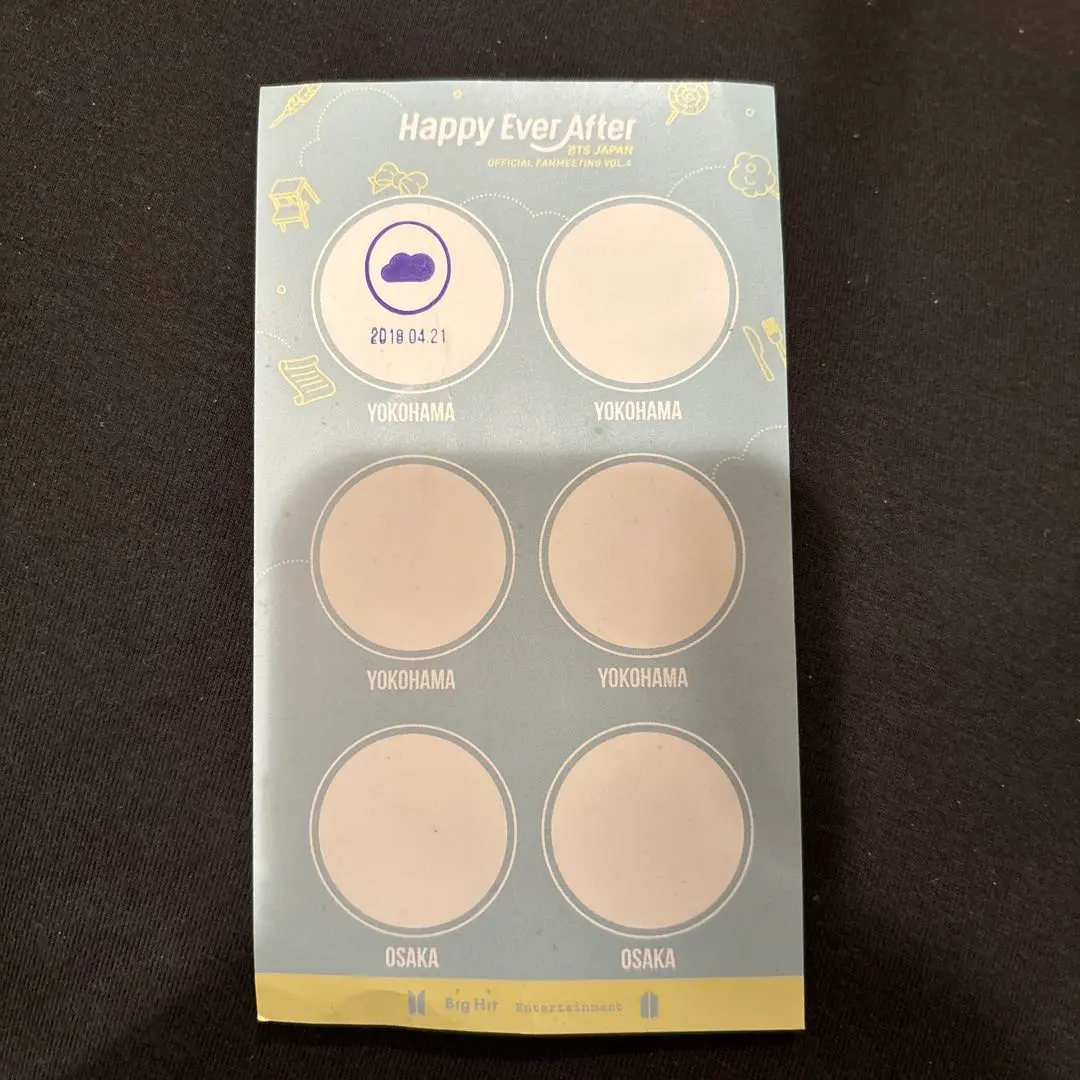 Happy Ever After
BTS JAPAN
OFFICIAL FANMEETING VOL.4
2018.04.21
YOKOHAMA
YOKOHAMA
YOKOHAMA
YOKOHAMA
OSAKA
OSAKA
Big Hit Entertainment